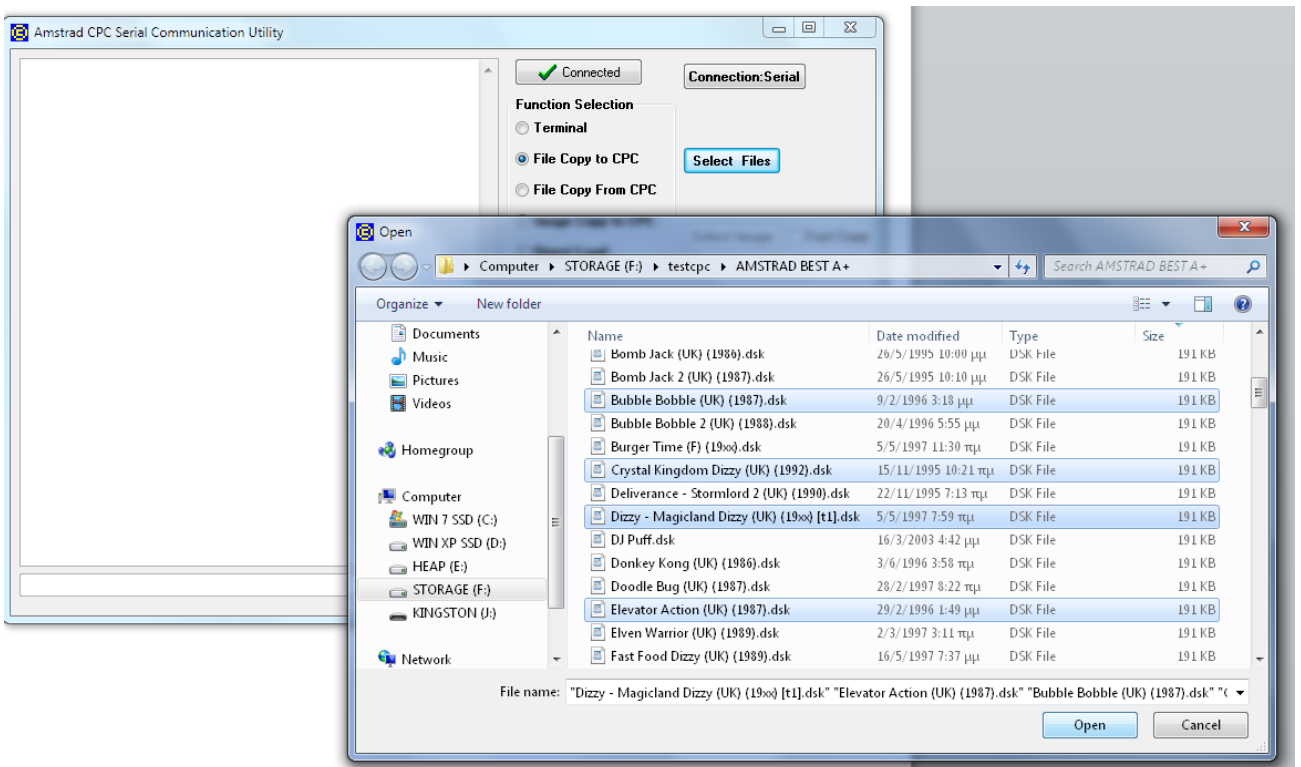 Amstrad CPC Serial Communication Utility
Connected
Connection:Serial
Function Selection
Terminal
File Copy to CPC
Select Files
File Copy From CPC
Open
Computer STORAGE (F:) testcpc AMSTRAD BEST A+
Search AMSTRAD BEST A+
Organize New folder
Documents
Music
Pictures
Videos
Homegroup
Computer
WIN 7 SSD (C:)
WIN XP SSD (D:)
HEAP (E:)
STORAGE (F:)
KINGSTON (J:)
Network
Name Date modified Type Size
Bomb Jack (UK) (1986).dsk 26/5/1995 10:00 μμ DSK File 191 KB
Bomb Jack 2 (UK) (1987).dsk 26/5/1995 10:10 μμ DSK File 191 KB
Bubble Bobble (UK) (1987).dsk 9/2/1996 3:18 μμ DSK File 191 KB
Bubble Bobble 2 (UK) (1988).dsk 20/4/1996 5:55 μμ DSK File 191 KB
Burger Time (F) (19xx).dsk 5/5/1997 11:30 πμ DSK File 191 KB
Crystal Kingdom Dizzy (UK) (1992).dsk 15/11/1995 10:21 πμ DSK File 191 KB
Deliverance - Stormlord 2 (UK) (1990).dsk 22/11/1995 7:13 πμ DSK File 191 KB
Dizzy - Magicland Dizzy (UK) (19xx) [t1].dsk 5/5/1997 7:59 πμ DSK File 191 KB
DJ Puff.dsk 16/3/2003 4:42 μμ DSK File 191 KB
Donkey Kong (UK) (1986).dsk 3/6/1996 3:58 πμ DSK File 191 KB
Doodle Bug (UK) (1987).dsk 28/2/1997 8:22 πμ DSK File 191 KB
Elevator Action (UK) (1987).dsk 29/2/1996 1:49 μμ DSK File 191 KB
Elven Warrior (UK) (1989).dsk 2/3/1997 3:11 πμ DSK File 191 KB
Fast Food Dizzy (UK) (1989).dsk 16/5/1997 7:37 μμ DSK File 191 KB
File name: "Dizzy - Magicland Dizzy (UK) (19xx) [t1].dsk" "Elevator Action (UK) (1987).dsk" "Bubble Bobble (UK) (1987).dsk" "(
Open Cancel